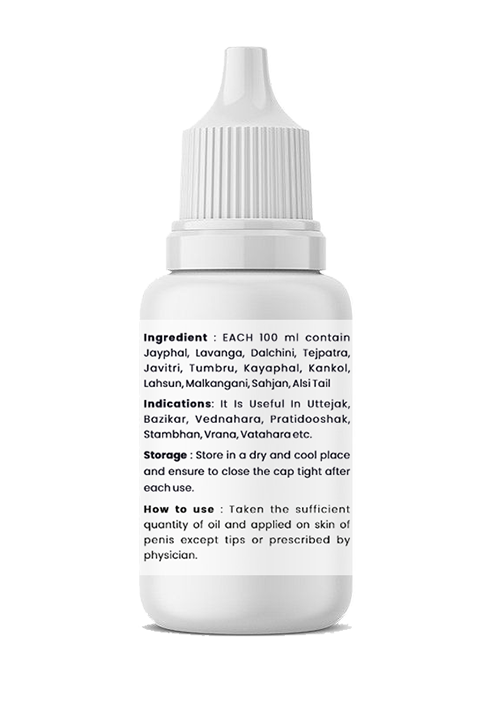 Ingredient : EACH 100 ml contain
Jayphal, Lavanga, Dalchini, Tejpatra,
Javitri, Tumbru, Kayaphal, Kankol,
Lahsun, Malkangani, Sahjan, Alsi Tail
Indications: It Is Useful In Uttejak,
Bazikar, Vednahara, Pratidooshak,
Stambhan, Vrana, Vatahara etc.
Storage : Store in a dry and cool place
and ensure to close the cap tight after
each use.
How to use : Taken the sufficient
quantity of oil and applied on skin of
penis except tips or prescribed by
physician.